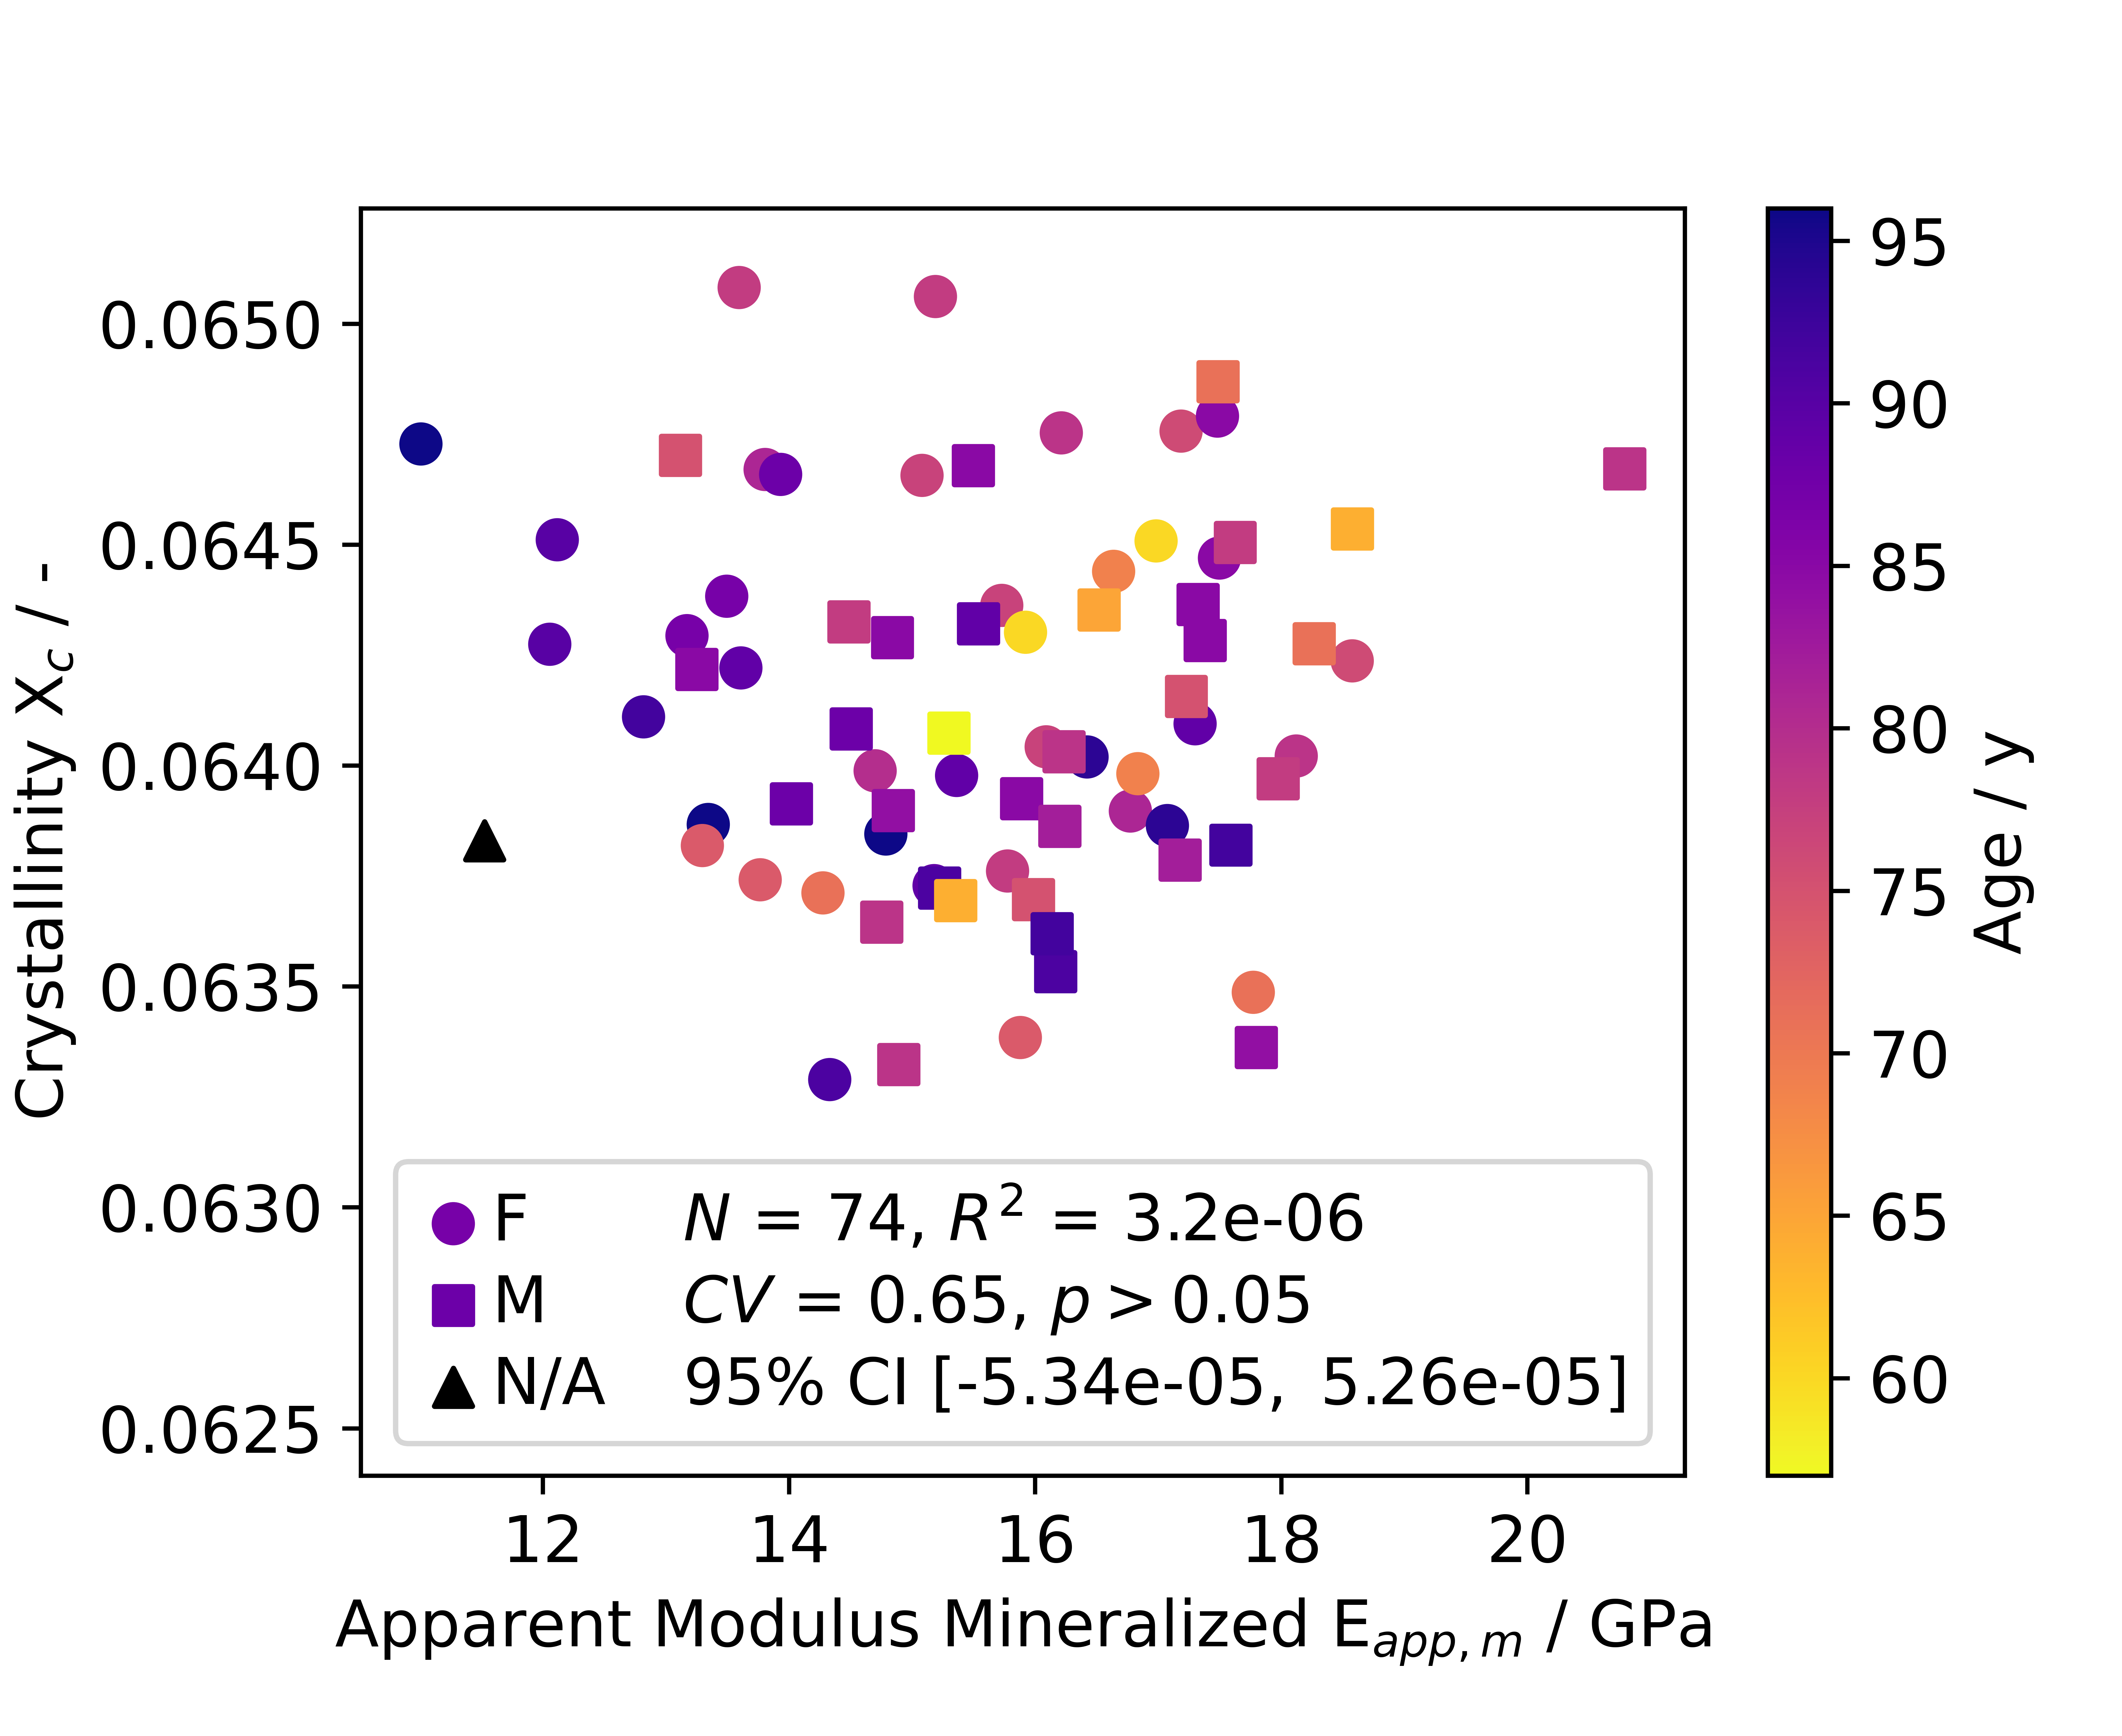 0.0650
0.0645
0.0640
0.0635
0.0630
0.0625
Crystallinity X_c / -
F N = 74, R^2 = 3.2e-06
M CV = 0.65, p > 0.05
N/A 95% CI [-5.34e-05, 5.26e-05]
12 14 16 18 20
Apparent Modulus Mineralized E_app,m / GPa
95
90
85
80
75
70
65
60
Age / y